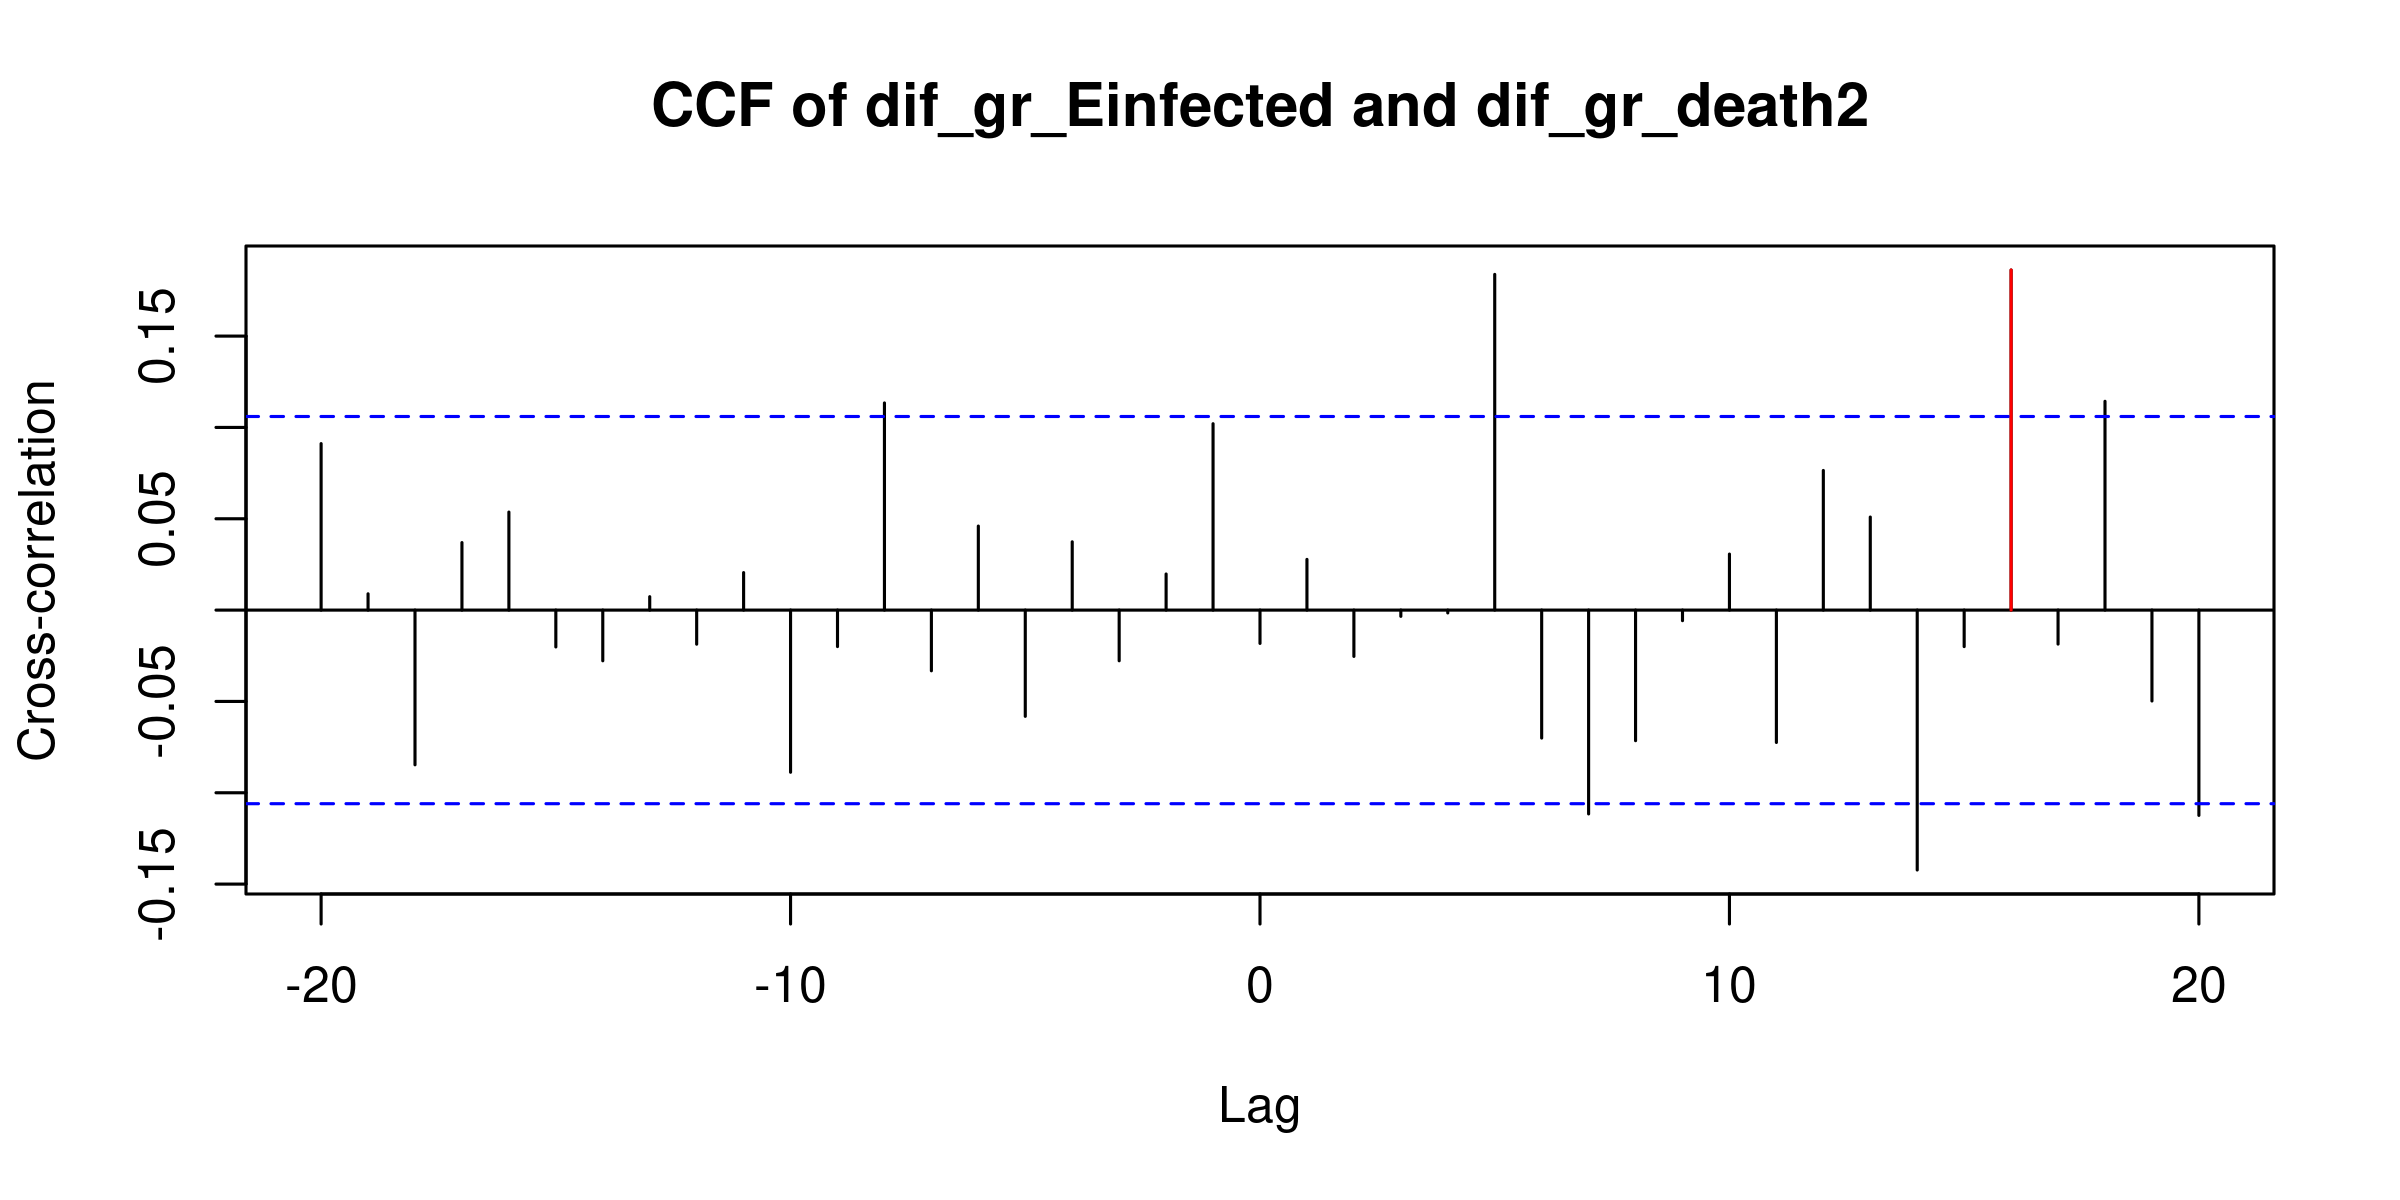 CCF of dif_gr_Einfected and dif_gr_death2
Cross-correlation
0.15
0.05
-0.05
-0.15
-20 -10 0 10 20
Lag